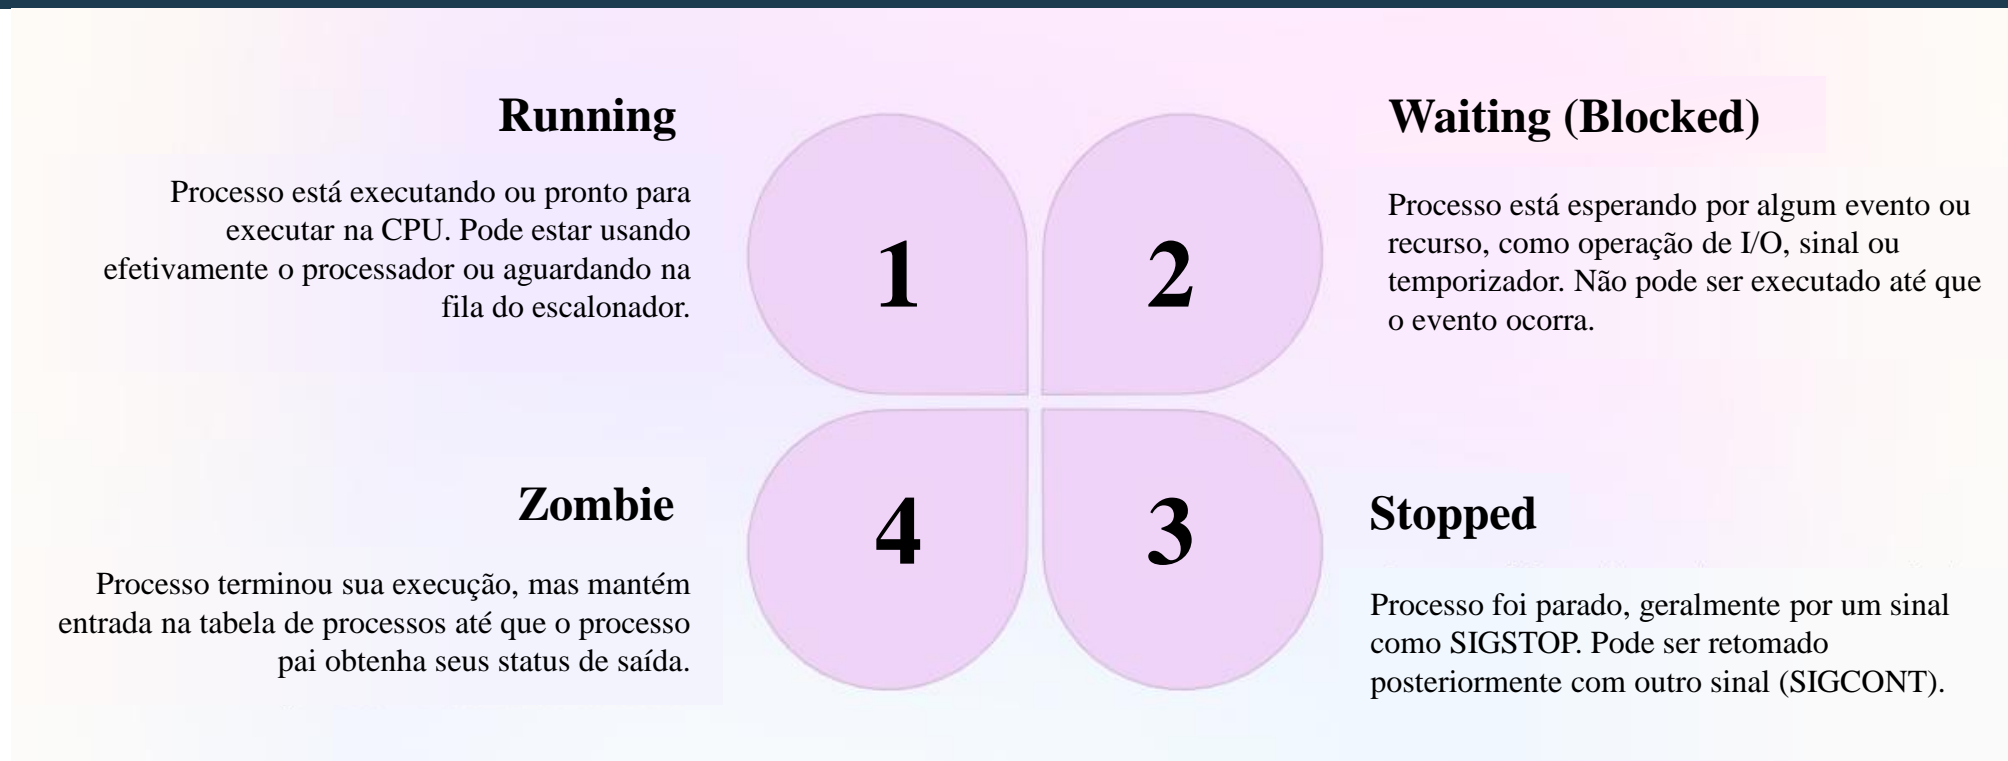 Running
Processo está executando ou pronto para
executar na CPU. Pode estar usando
efetivamente o processador ou aguardando na
fila do escalonador.
1
2
Waiting (Blocked)
Processo está esperando por algum evento ou
recurso, como operação de I/O, sinal ou
temporizador. Não pode ser executado até que
o evento ocorra.
Zombie
Processo terminou sua execução, mas mantém
entrada na tabela de processos até que o processo
pai obtenha seus status de saída.
4
3
Stopped
Processo foi parado, geralmente por um sinal
como SIGSTOP. Pode ser retomado
posteriormente com outro sinal (SIGCONT).